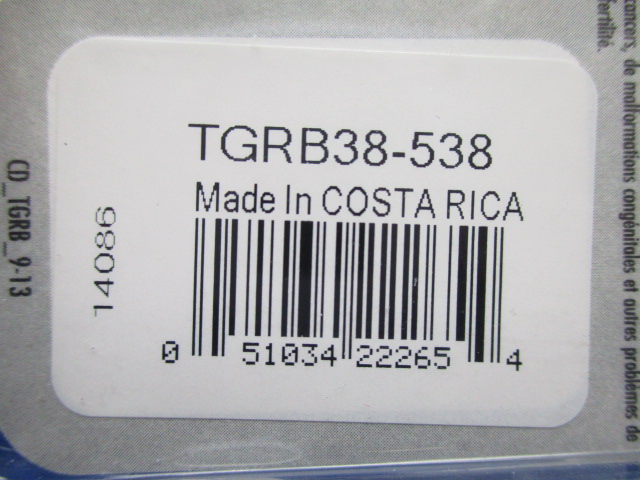 TGRB38-538
Made In COSTA RICA
14086
0 51034 22265 4
CD_TGRB_9-13
cancers, de malformations congénitales et autres problèmes de
fertilité.